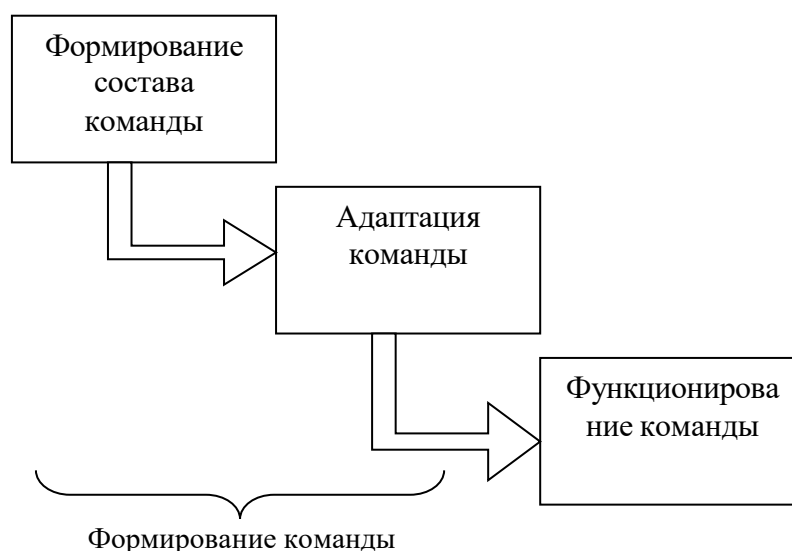 Формирование
состава
команды
Адаптация
команды
Функционирова
ние команды
Формирование команды